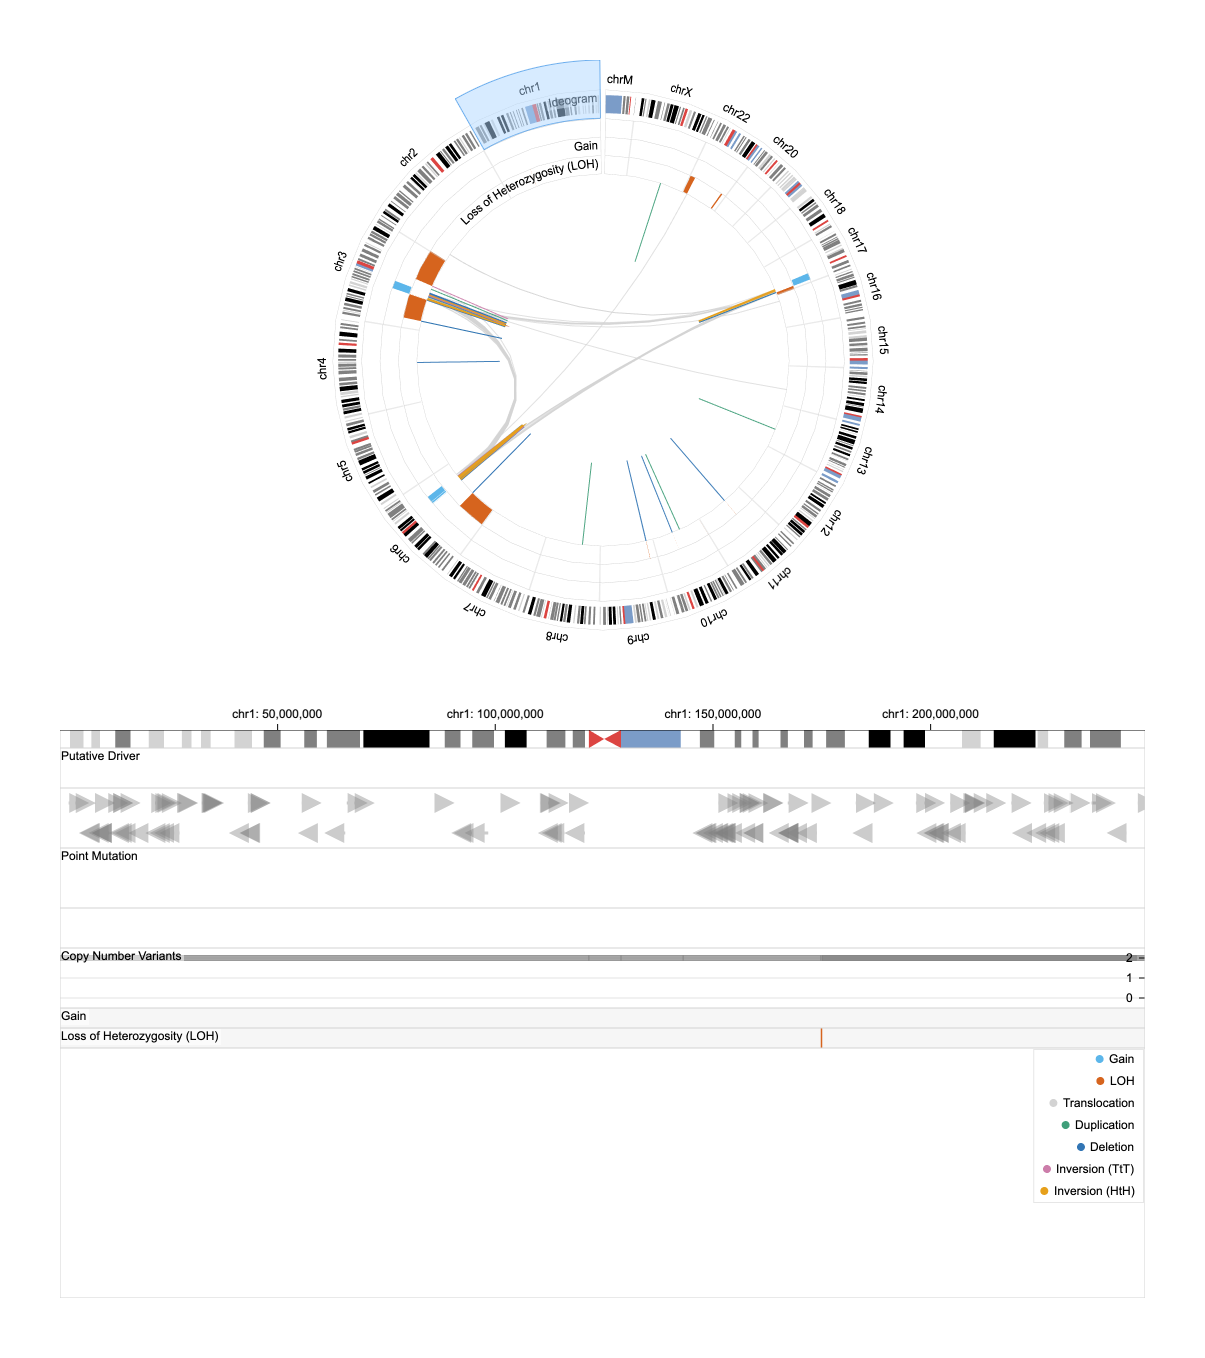 chrM
chrX
chr22
chr20
chr18
chr17
chr16
chr15
chr14
chr13
chr12
chr11
chr10
chr9
chr8
chr7
chr6
chr5
chr4
chr3
chr2
chr1
Ideogram
Gain
Loss of Heterozygosity (LOH)
chr1: 50,000,000
chr1: 100,000,000
chr1: 150,000,000
chr1: 200,000,000
Putative Driver
Point Mutation
Copy Number Variants
2
1
0
Gain
Loss of Heterozygosity (LOH)
Gain
LOH
Translocation
Duplication
Deletion
Inversion (TtT)
Inversion (HtH)